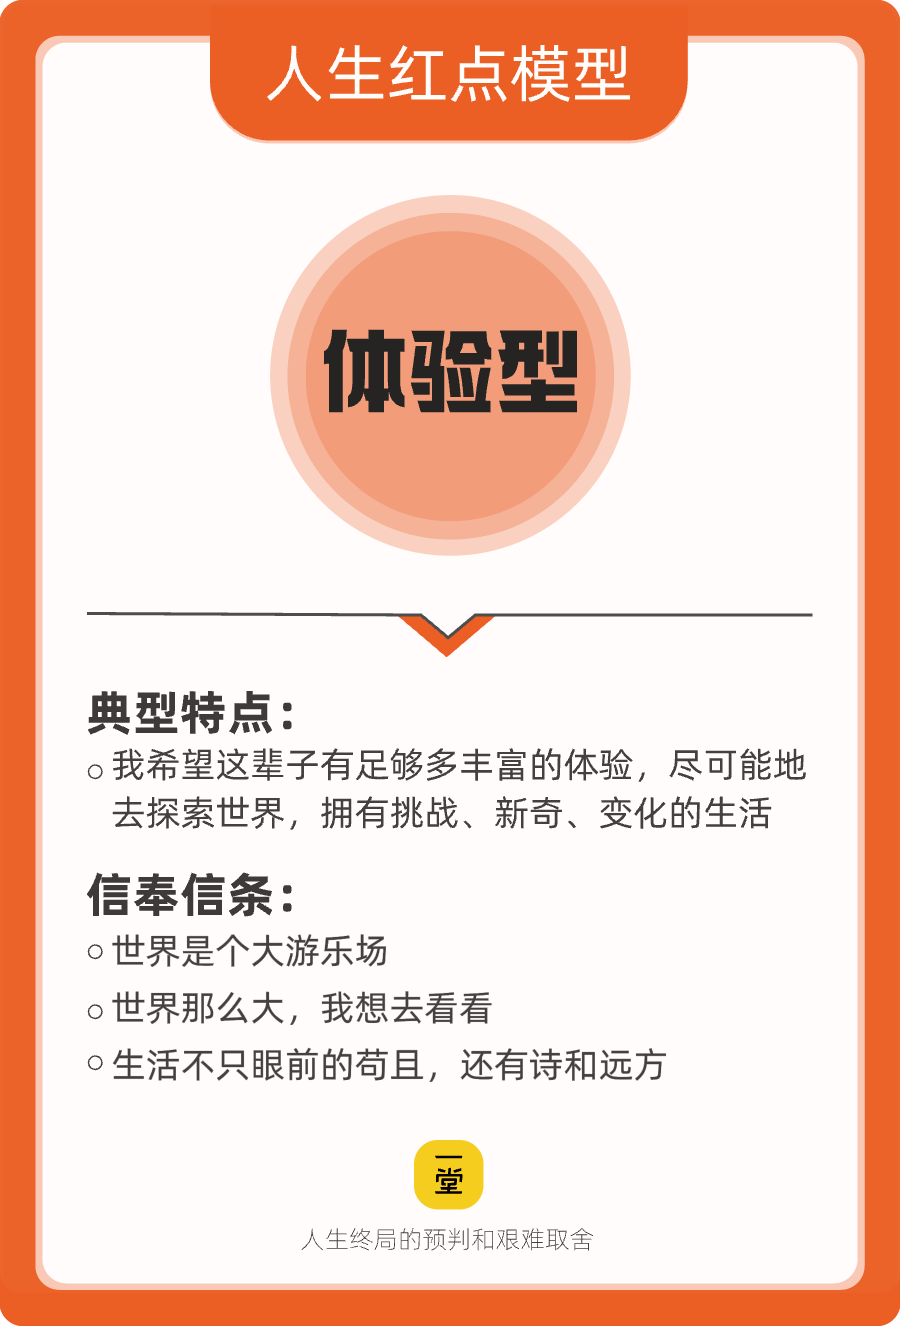 人生红点模型
体验型
典型特点：
我希望这辈子有足够多丰富的体验，尽可能地
去探索世界，拥有挑战、新奇、变化的生活
信奉信条：
世界是个大游乐场
世界那么大，我想去看看
生活不只眼前的苟且，还有诗和远方
一堂
人生终局的预判和艰难取舍